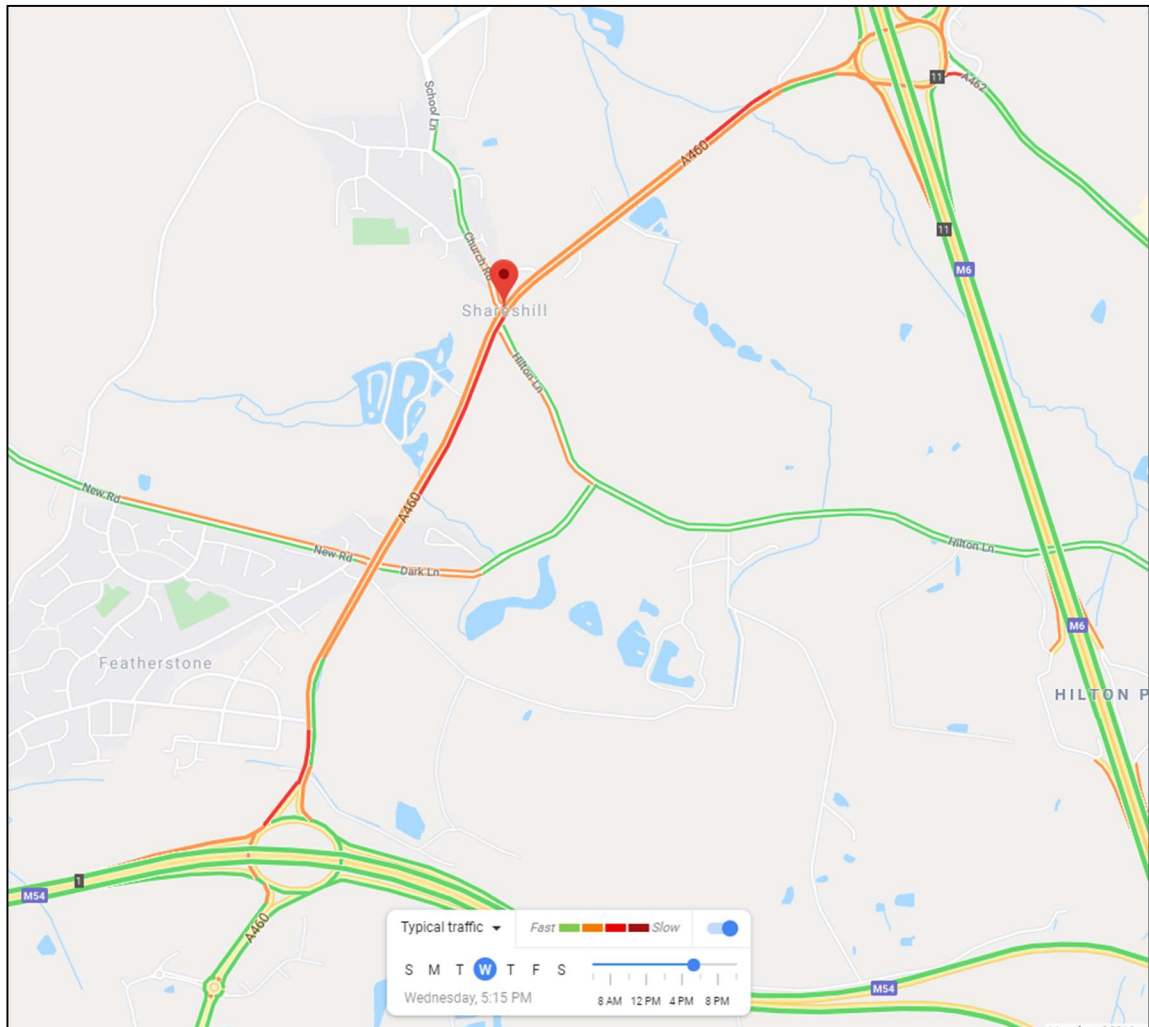 11
A462
School Ln
A460
11
M6
Church Rd
Shareshill
Hilton Ln
New Rd
A460
New Rd
Dark Ln
Hilton Ln
M6
Featherstone
HILTON P
1
M54
A460
Typical traffic
Fast
Slow
S M T W T F S
Wednesday, 5:15 PM
8 AM 12 PM 4 PM 8 PM
M54